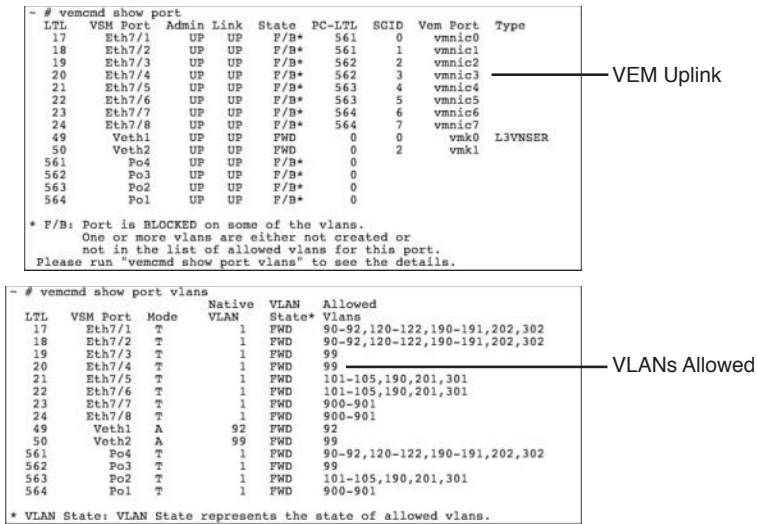 ~ # vemcmd show port
LTL VSM Port Admin Link State PC-LTL SGID Vem Port Type
17 Eth7/1 UP UP F/B* 561 0 vmnic0
18 Eth7/2 UP UP F/B* 561 1 vmnic1
19 Eth7/3 UP UP F/B* 562 2 vmnic2
20 Eth7/4 UP UP F/B* 562 3 vmnic3
21 Eth7/5 UP UP F/B* 563 4 vmnic4
22 Eth7/6 UP UP F/B* 563 5 vmnic5
23 Eth7/7 UP UP F/B* 564 6 vmnic6
24 Eth7/8 UP UP F/B* 564 7 vmnic7
49 Veth1 UP UP FWD 0 0 vmk0 L3VNSER
50 Veth2 UP UP FWD 0 2 vmk1
561 Po4 UP UP F/B* 0
562 Po3 UP UP F/B* 0
563 Po2 UP UP F/B* 0
564 Po1 UP UP F/B* 0
* F/B: Port is BLOCKED on some of the vlans.
One or more vlans are either not created or
not in the list of allowed vlans for this port.
Please run "vemcmd show port vlans" to see the details.
VEM Uplink
~ # vemcmd show port vlans
Native VLAN Allowed
LTL VSM Port Mode VLAN State* Vlans
17 Eth7/1 T 1 FWD 90-92,120-122,190-191,202,302
18 Eth7/2 T 1 FWD 90-92,120-122,190-191,202,302
19 Eth7/3 T 1 FWD 99
20 Eth7/4 T 1 FWD 99
21 Eth7/5 T 1 FWD 101-105,190,201,301
22 Eth7/6 T 1 FWD 101-105,190,201,301
23 Eth7/7 T 1 FWD 900-901
24 Eth7/8 T 1 FWD 900-901
49 Veth1 A 92 FWD 92
50 Veth2 A 99 FWD 99
561 Po4 T 1 FWD 90-92,120-122,190-191,202,302
562 Po3 T 1 FWD 99
563 Po2 T 1 FWD 101-105,190,201,301
564 Po1 T 1 FWD 900-901
* VLAN State: VLAN State represents the state of allowed vlans.
VLANs Allowed